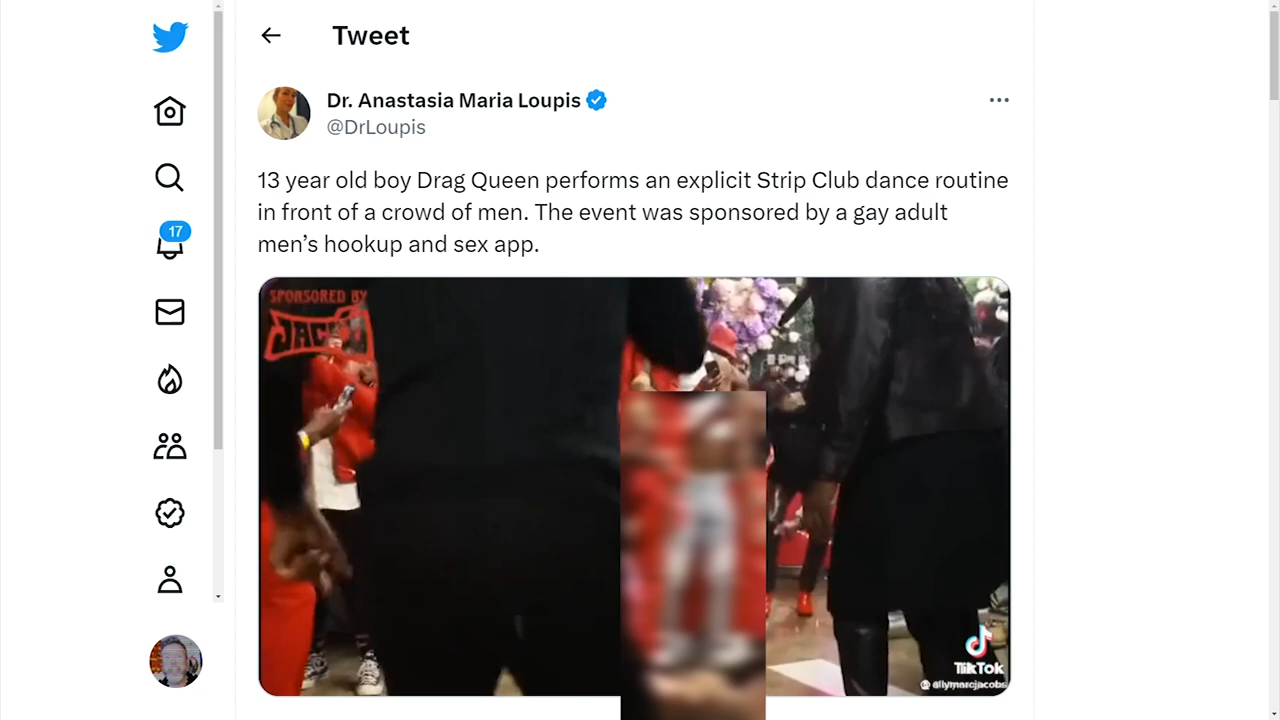 Tweet
Dr. Anastasia Maria Loupis
@DrLoupis
13 year old boy Drag Queen performs an explicit Strip Club dance routine
in front of a crowd of men. The event was sponsored by a gay adult
men’s hookup and sex app.
17
SPONSORED BY
TikTok